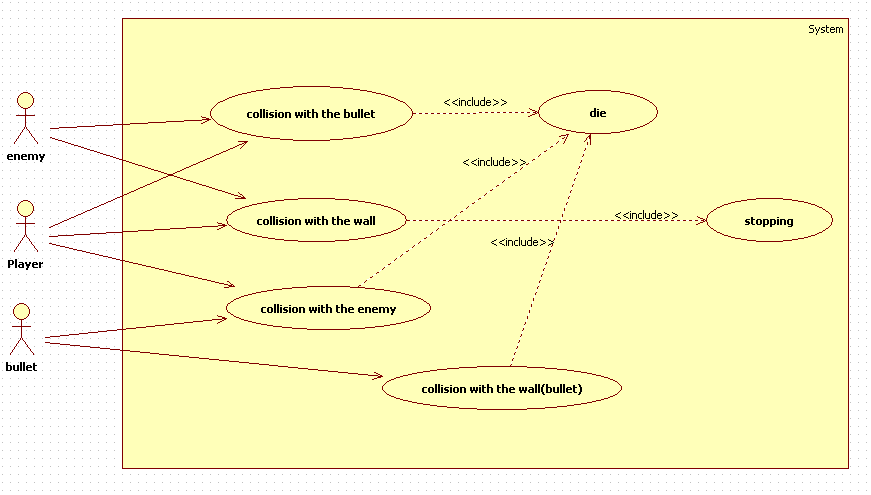 System
enemy
Player
bullet
collision with the bullet
<<include>>
die
<<include>>
collision with the wall
<<include>>
stopping
<<include>>
collision with the enemy
collision with the wall(bullet)